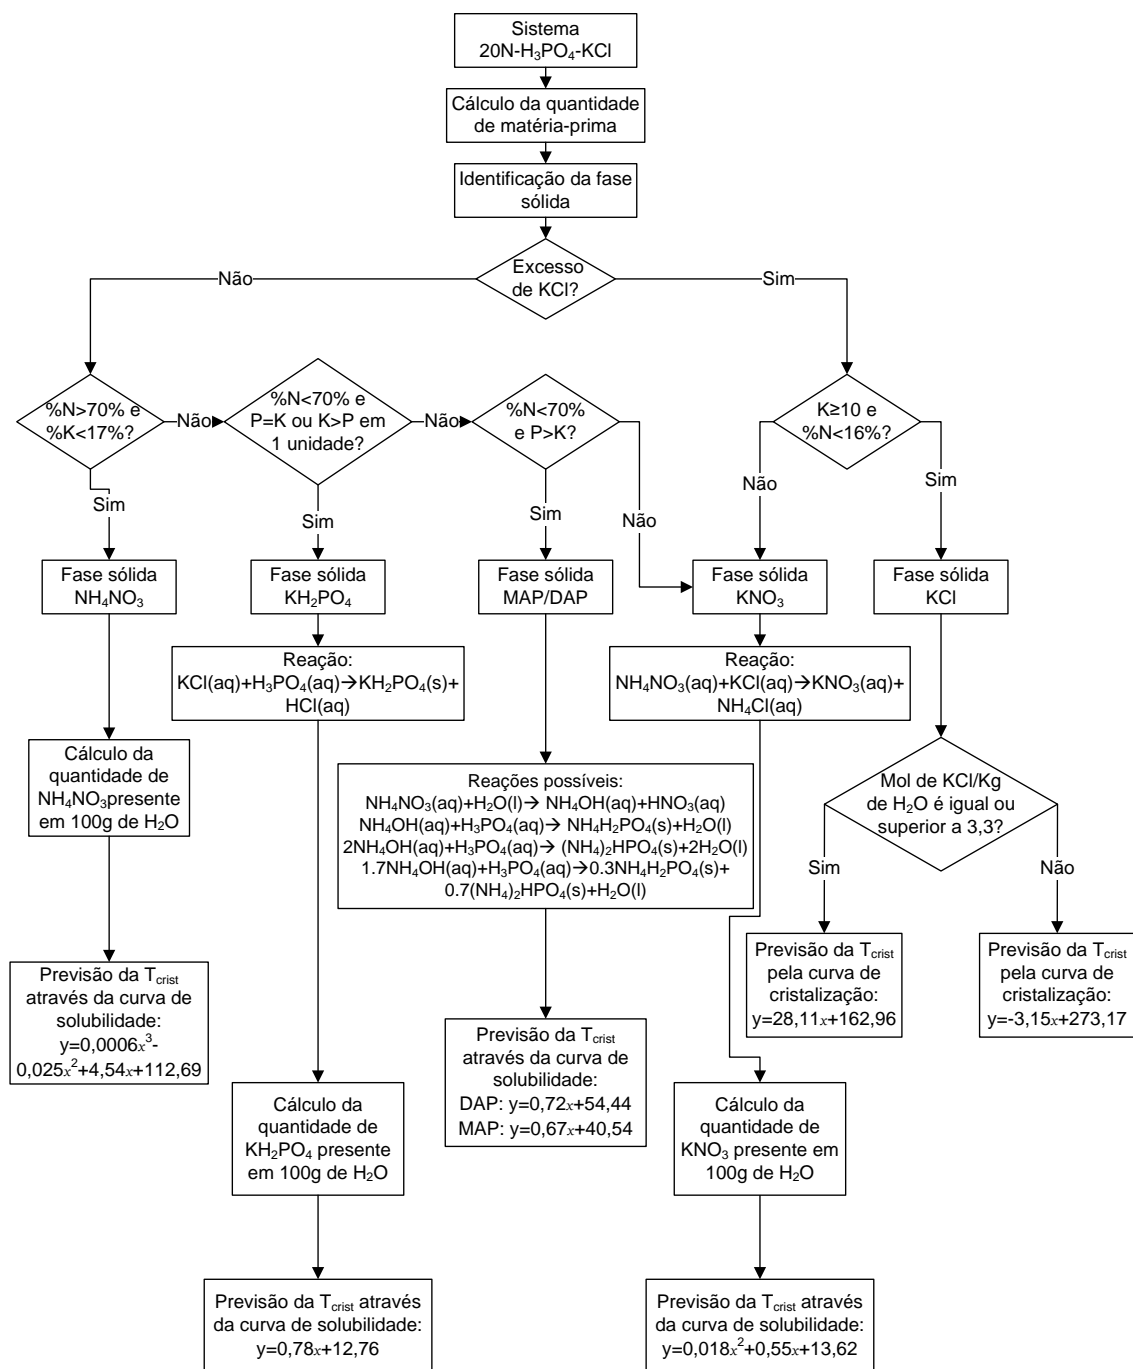 Sistema
20N-H₃PO₄-KCl
Cálculo da quantidade
de matéria-prima
Identificação da fase
sólida
Excesso
de KCl?
Não
Sim
%N>70% e
%K<17%?
Não
%N<70% e
P=K ou K>P em
1 unidade?
Não
%N<70%
e P>K?
K≥10 e
%N<16%?
Sim
Sim
Sim
Não
Não
Sim
Fase sólida
NH₄NO₃
Fase sólida
KH₂PO₄
Fase sólida
MAP/DAP
Fase sólida
KNO₃
Fase sólida
KCl
Reação:
KCl(aq)+H₃PO₄(aq)→KH₂PO₄(s)+
HCl(aq)
Reação:
NH₄NO₃(aq)+KCl(aq)→KNO₃(aq)+
NH₄Cl(aq)
Cálculo da
quantidade de
NH₄NO₃presente
em 100g de H₂O
Reações possíveis:
NH₄NO₃(aq)+H₂O(l)→ NH₄OH(aq)+HNO₃(aq)
NH₄OH(aq)+H₃PO₄(aq)→ NH₄H₂PO₄(s)+H₂O(l)
2NH₄OH(aq)+H₃PO₄(aq)→ (NH₄)₂HPO₄(s)+2H₂O(l)
1.7NH₄OH(aq)+H₃PO₄(aq)→0.3NH₄H₂PO₄(s)+
0.7(NH₄)₂HPO₄(s)+H₂O(l)
Mol de KCl/Kg
de H₂O é igual ou
superior a 3,3?
Sim
Não
Previsão da T_crist
através da curva de
solubilidade:
y=0,0006x³-
0,025x²+4,54x+112,69
Previsão da T_crist
pela curva de
cristalização:
y=28,11x+162,96
Previsão da T_crist
pela curva de
cristalização:
y=-3,15x+273,17
Previsão da T_crist
através da curva de
solubilidade:
DAP: y=0,72x+54,44
MAP: y=0,67x+40,54
Cálculo da
quantidade de
KH₂PO₄ presente
em 100g de H₂O
Cálculo da
quantidade de
KNO₃ presente em
100g de H₂O
Previsão da T_crist através
da curva de solubilidade:
y=0,78x+12,76
Previsão da T_crist através
da curva de solubilidade:
y=0,018x²+0,55x+13,62